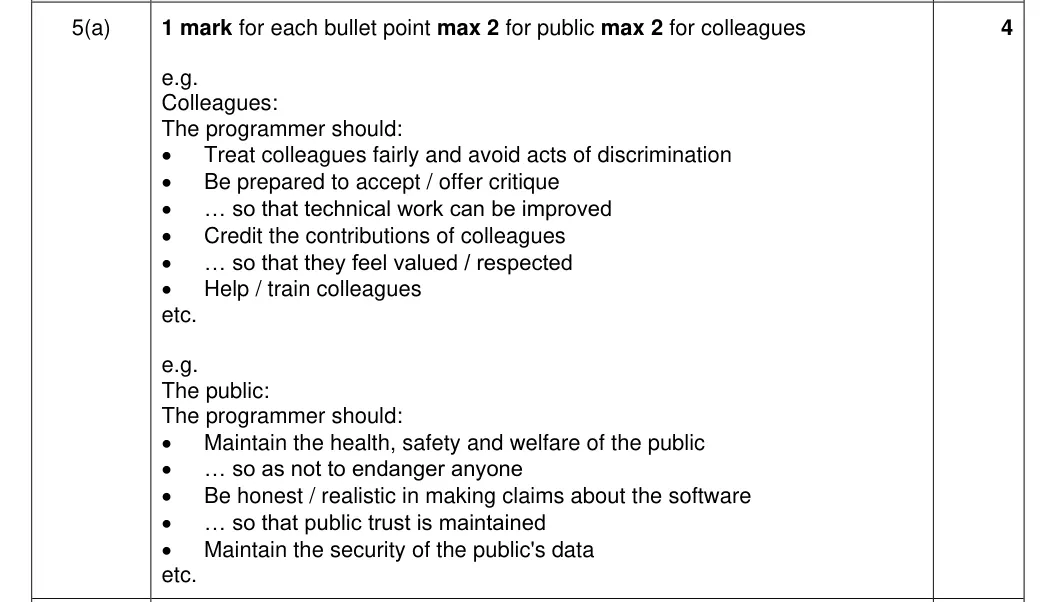 5(a) 1 mark for each bullet point max 2 for public max 2 for colleagues 4
e.g.
Colleagues:
The programmer should:
• Treat colleagues fairly and avoid acts of discrimination
• Be prepared to accept / offer critique
• … so that technical work can be improved
• Credit the contributions of colleagues
• … so that they feel valued / respected
• Help / train colleagues
etc.
e.g.
The public:
The programmer should:
• Maintain the health, safety and welfare of the public
• … so as not to endanger anyone
• Be honest / realistic in making claims about the software
• … so that public trust is maintained
• Maintain the security of the public's data
etc.